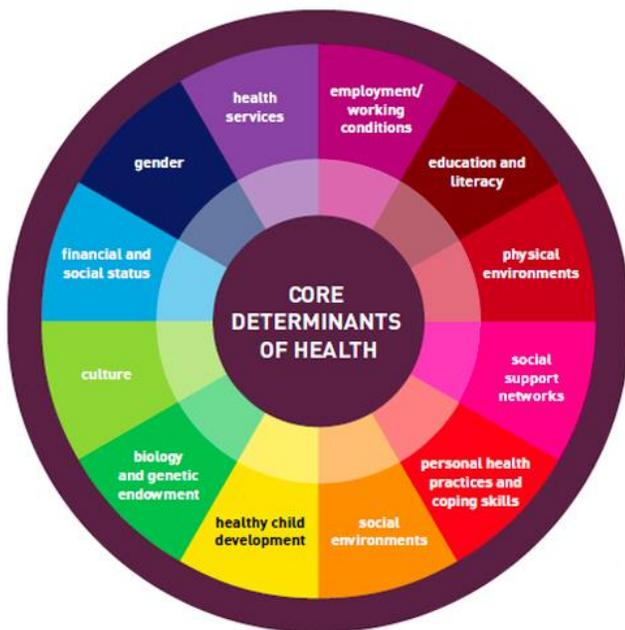 CORE
DETERMINANTS
OF HEALTH
employment/
working
conditions
education and
literacy
physical
environments
social
support
networks
personal health
practices and
coping skills
social
environments
healthy child
development
biology
and genetic
endowment
culture
financial and
social status
gender
health
services